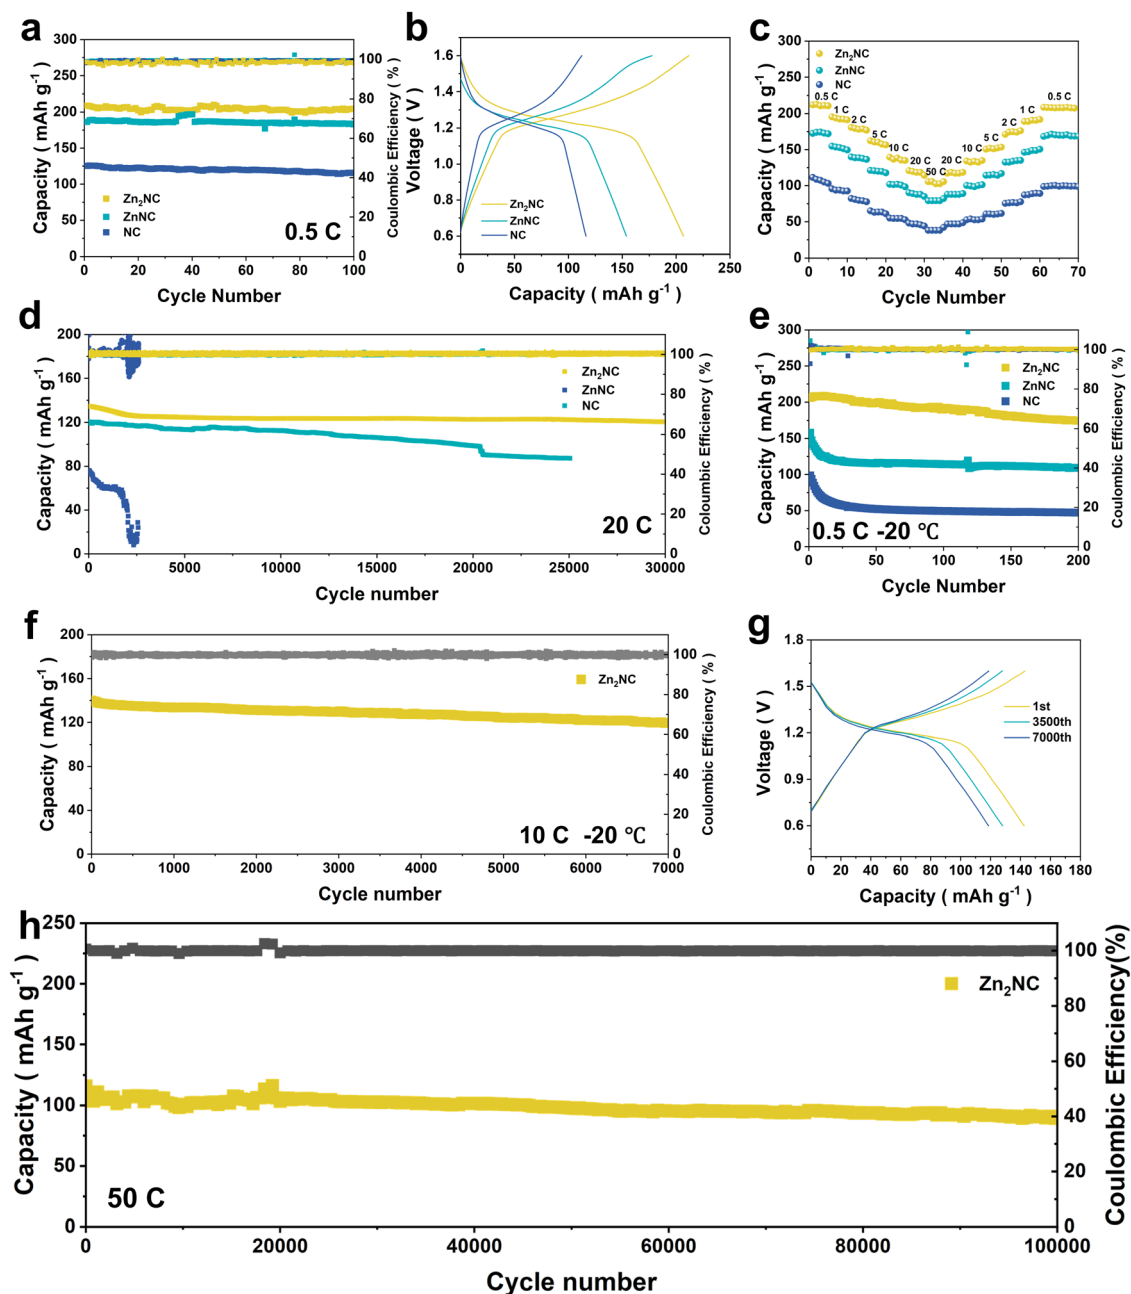 a
300
250
200
150
100
50
0
Capacity ( mAh g⁻¹ )
100
80
60
40
20
0
Coulombic Efficiency ( % )
Zn₂NC
ZnNC
NC
0.5 C
0 20 40 60 80 100
Cycle Number
b
1.6
1.4
1.2
1.0
0.8
0.6
Voltage ( V )
Zn₂NC
ZnNC
NC
0 50 100 150 200 250
Capacity ( mAh g⁻¹ )
c
300
250
200
150
100
50
0
Capacity ( mAh g⁻¹ )
Zn₂NC
ZnNC
NC
0.5 C
1 C
2 C
5 C
10 C
20 C
50 C
20 C
10 C
5 C
2 C
1 C
0.5 C
0 10 20 30 40 50 60 70
Cycle Number
d
200
160
120
80
40
0
Capacity ( mAh g⁻¹ )
100
80
60
40
20
0
Coloumbic Efficiency ( % )
Zn₂NC
ZnNC
NC
20 C
0 5000 10000 15000 20000 25000 30000
Cycle number
e
300
250
200
150
100
50
0
Capacity ( mAh g⁻¹ )
100
80
60
40
20
0
Coulombic Efficiency ( % )
Zn₂NC
ZnNC
NC
0.5 C -20 ℃
0 50 100 150 200
Cycle Number
f
200
180
140
120
80
40
0
Capacity ( mAh g⁻¹ )
100
80
60
40
20
0
Coulombic Efficiency ( % )
Zn₂NC
10 C -20 ℃
0 1000 2000 3000 4000 5000 6000 7000
Cycle number
g
1.8
1.5
1.2
0.9
0.6
Voltage ( V )
1st
3500th
7000th
0 20 40 60 80 100 120 140 160 180
Capacity ( mAh g⁻¹ )
h
250
200
150
100
50
0
Capacity ( mAh g⁻¹ )
100
80
60
40
20
0
Coulombic Efficiency(%)
Zn₂NC
50 C
0 20000 40000 60000 80000 100000
Cycle number